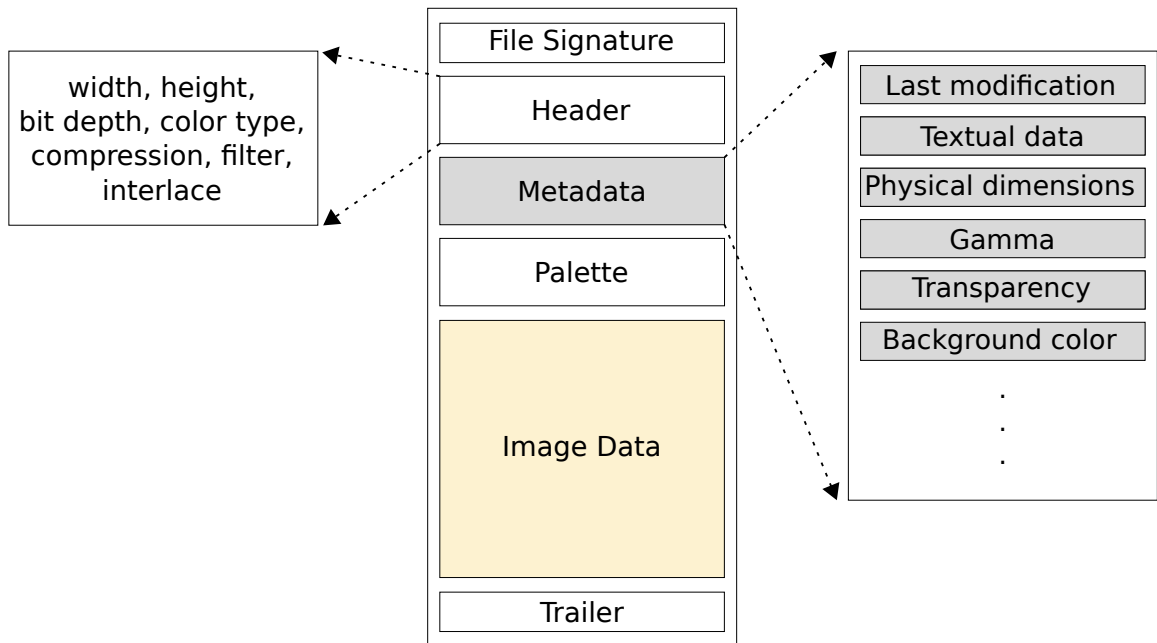 width, height,
bit depth, color type,
compression, filter,
interlace
File Signature
Header
Metadata
Palette
Image Data
Trailer
Last modification
Textual data
Physical dimensions
Gamma
Transparency
Background color
.
.
.